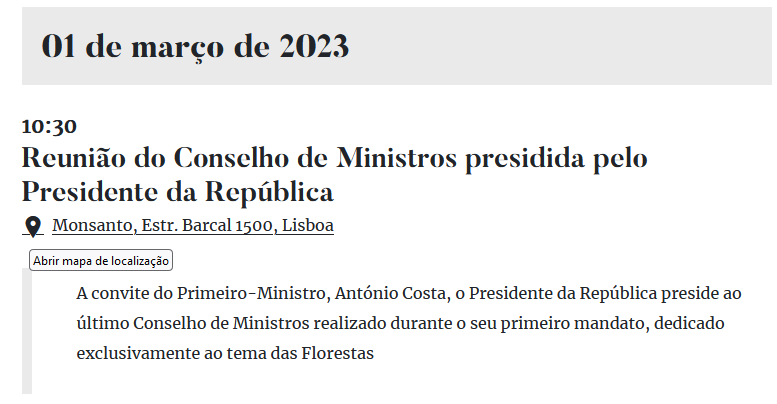 01 de março de 2023
10:30
Reunião do Conselho de Ministros presidida pelo
Presidente da República
Monsanto, Estr. Barcal 1500, Lisboa
Abrir mapa de localização
A convite do Primeiro-Ministro, António Costa, o Presidente da República preside ao
último Conselho de Ministros realizado durante o seu primeiro mandato, dedicado
exclusivamente ao tema das Florestas